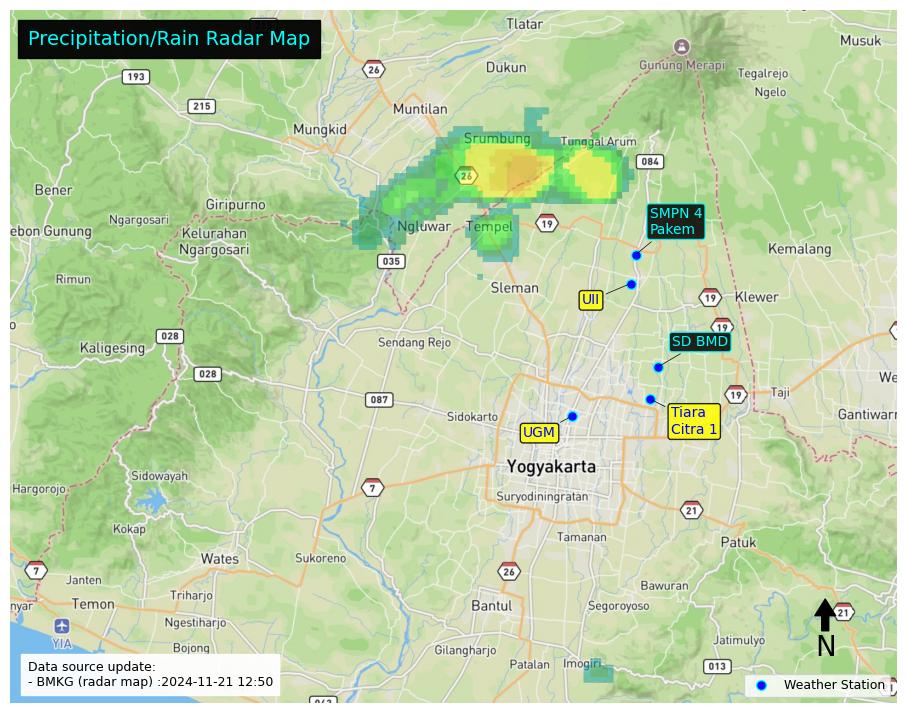 Precipitation/Rain Radar Map
Tlatar
Musuk
26
Dukun
Gunung Merapi
193
Tegalrejo
Ngelo
215
Muntilan
Mungkid
Srumbung
TunggalArum
084
26
Bener
Giripurno
SMPN 4
Pakem
Ngargosari
Ngluwar
Tempel
19
ebon Gunung
Kelurahan
Ngargosari
Kemalang
035
Rimun
Sleman
UII
19
Klewer
028
19
Kaligesing
Sendang Rejo
SD BMD
028
We
087
19
Taji
Sidokarto
Tiara
Citra 1
Gantiwarn
UGM
Yogyakarta
Sidowayah
Hargorojo
7
Suryodiningratan
21
Kokap
Tamanan
Patuk
Wates
Sukoreno
7
26
Janten
Bawuran
Triharjo
nyar
Temon
Bantul
Segoroyoso
21
Ngestiharjo
YIA
N
Bojong
Gilangharjo
Jatimulyo
Patalan
Imogiri
013
Data source update:
- BMKG (radar map) :2024-11-21 12:50
Weather Station